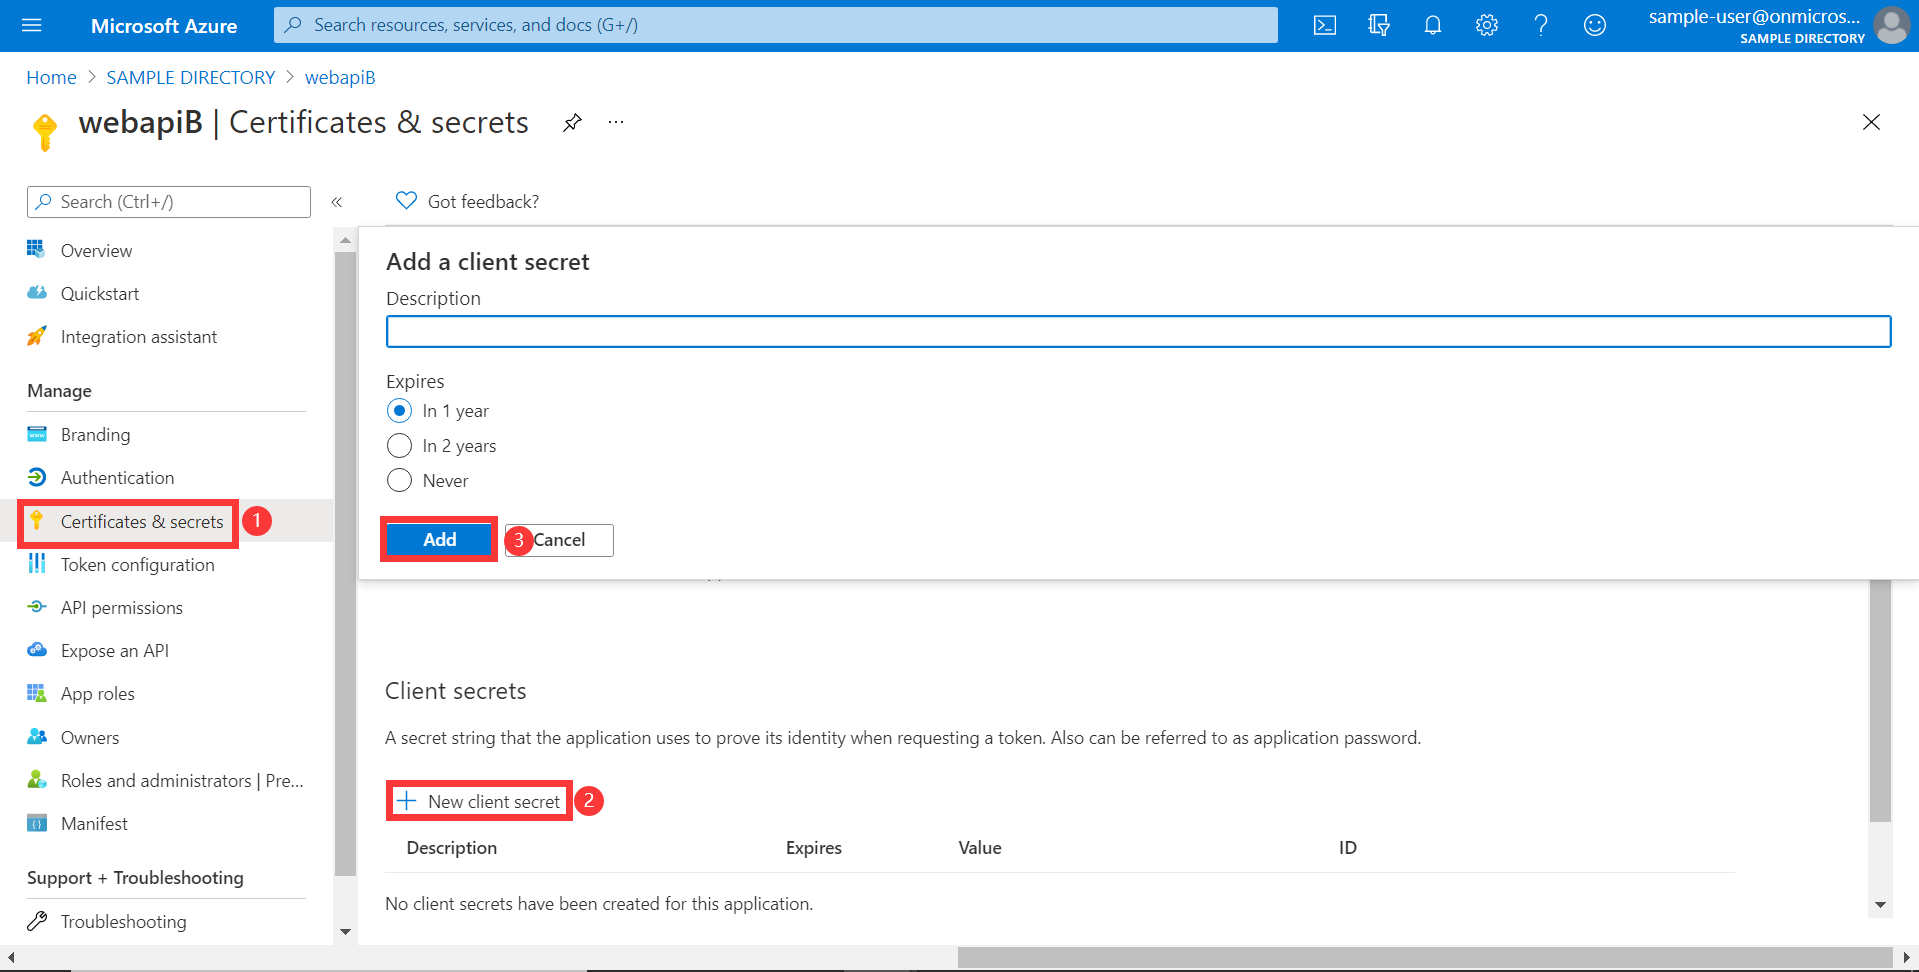 Microsoft Azure
Search resources, services, and docs (G+/)
sample-user@onmicros...
SAMPLE DIRECTORY
Home > SAMPLE DIRECTORY > webapiB
webapiB | Certificates & secrets
...
Search (Ctrl+/)
«
Got feedback?
Overview
Quickstart
Integration assistant
Manage
Branding
Authentication
Certificates & secrets
1
Token configuration
API permissions
Expose an API
App roles
Owners
Roles and administrators | Pre...
Manifest
Support + Troubleshooting
Troubleshooting
Add a client secret
Description
Expires
In 1 year
In 2 years
Never
Add
3
Cancel
Client secrets
A secret string that the application uses to prove its identity when requesting a token. Also can be referred to as application password.
New client secret
2
Description Expires Value ID
No client secrets have been created for this application.